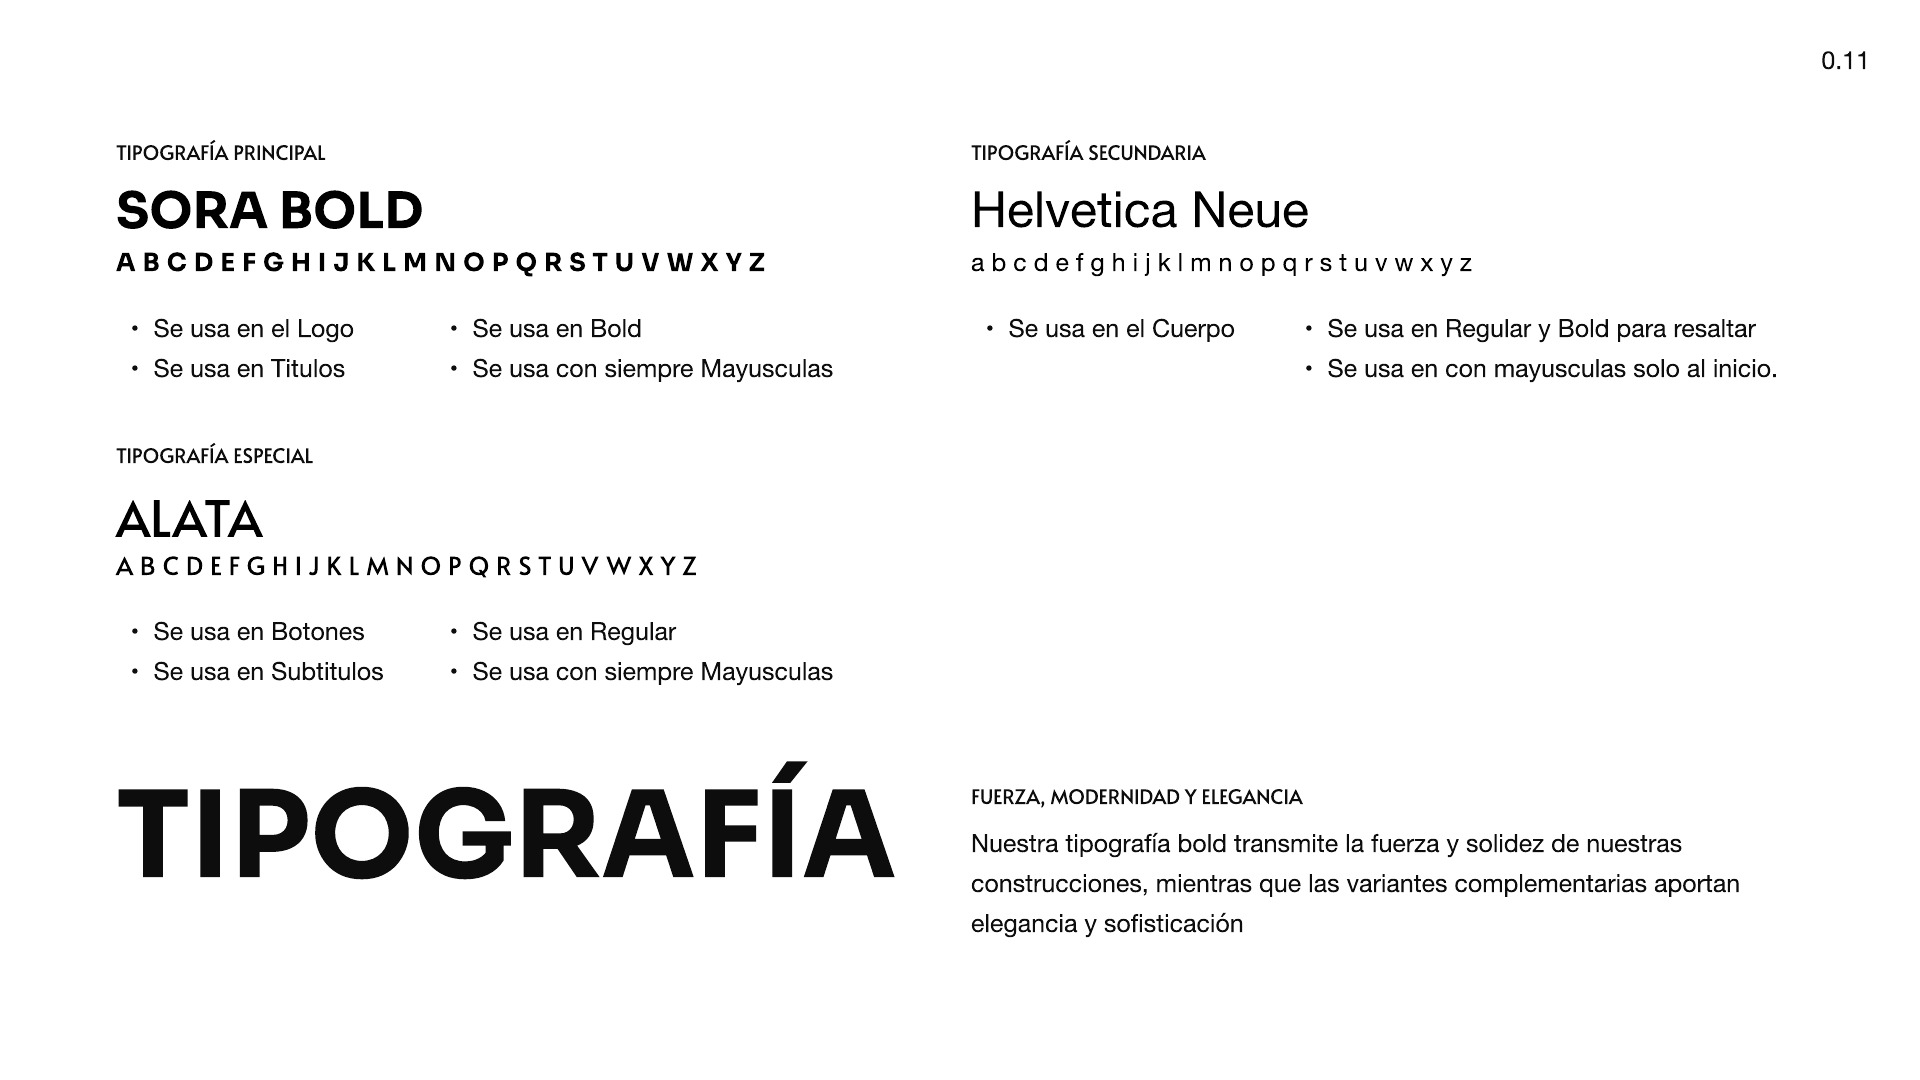 0.11
TIPOGRAFÍA PRINCIPAL
SORA BOLD
A B C D E F G H I J K L M N O P Q R S T U V W X Y Z
• Se usa en el Logo
• Se usa en Titulos
• Se usa en Bold
• Se usa con siempre Mayusculas
TIPOGRAFÍA SECUNDARIA
Helvetica Neue
a b c d e f g h i j k l m n o p q r s t u v w x y z
• Se usa en el Cuerpo
• Se usa en Regular y Bold para resaltar
• Se usa en con mayusculas solo al inicio.
TIPOGRAFÍA ESPECIAL
ALATA
A B C D E F G H I J K L M N O P Q R S T U V W X Y Z
• Se usa en Botones
• Se usa en Subtitulos
• Se usa en Regular
• Se usa con siempre Mayusculas
TIPOGRAFÍA
FUERZA, MODERNIDAD Y ELEGANCIA
Nuestra tipografía bold transmite la fuerza y solidez de nuestras
construcciones, mientras que las variantes complementarias aportan
elegancia y sofisticación